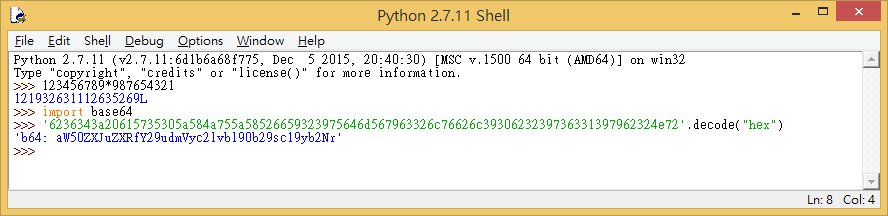 Python 2.7.11 Shell
File Edit Shell Debug Options Window Help
Python 2.7.11 (v2.7.11:6d1b6a68f775, Dec  5 2015, 20:40:30) [MSC v.1500 64 bit (AMD64)] on win32
Type "copyright", "credits" or "license()" for more information.
>>> 123456789*987654321
121932631112635269L
>>> import base64
>>> '6236343a20615735305a584a755a58526659323975646d567963326c76626c39306232397363313979623​24e72'.decode("hex")
'b64: aW50ZXJuZXRfY29udmVyc2lvbl90b29sc19yb2Nr'
>>>
Ln: 8 Col: 4